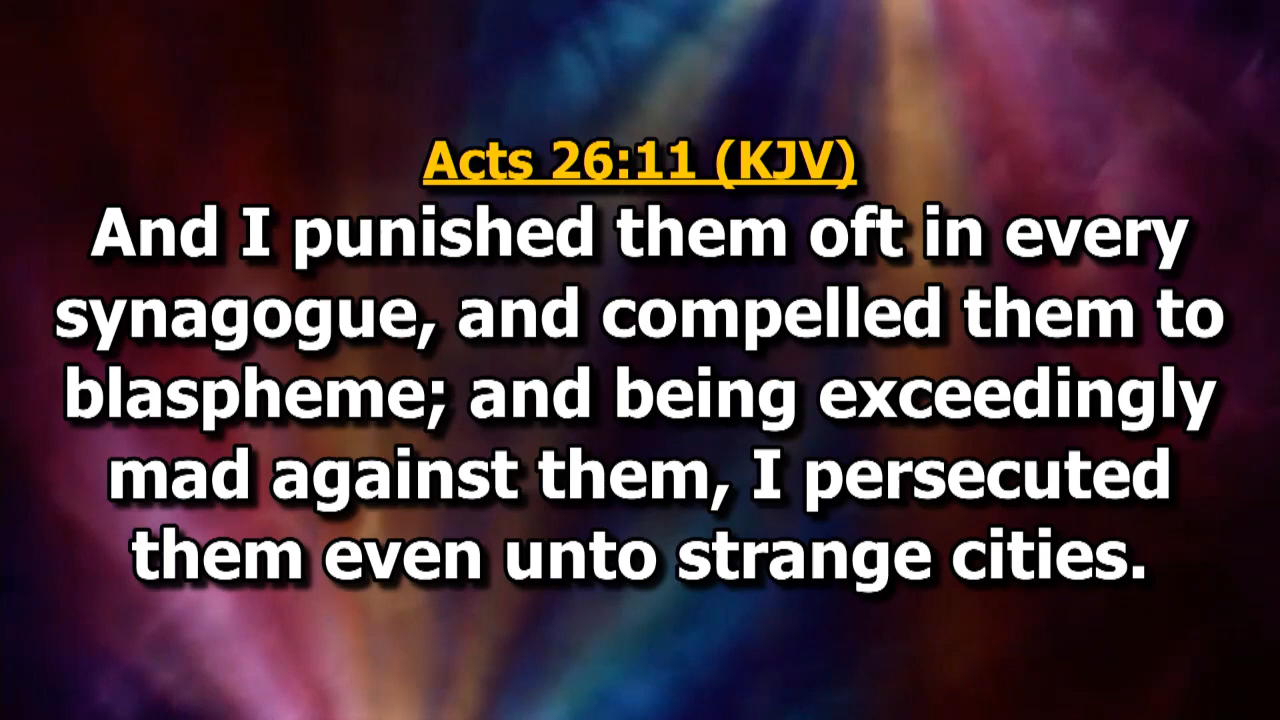 Acts 26:11 (KJV)
And I punished them oft in every
synagogue, and compelled them to
blaspheme; and being exceedingly
mad against them, I persecuted
them even unto strange cities.